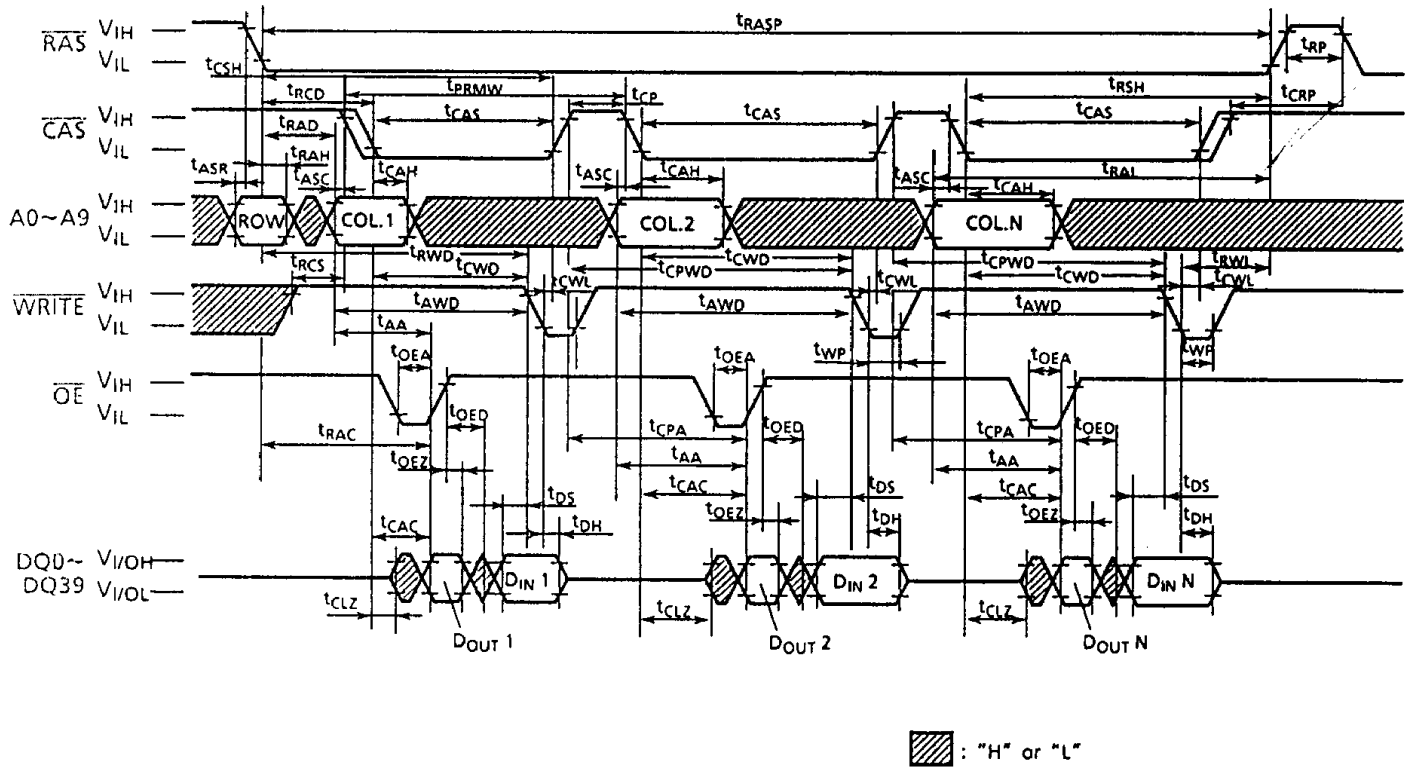 tRASP
RAS VIH
VIL
tRP
tCSH
tPRMW
tRSH
tRCD
tCP
tCRP
CAS VIH
VIL
tRAD
tCAS
tCAS
tCAS
tASR
tRAH
tASC
tCAH
tASC
tCAH
tASC
tCAH
tRAL
A0~A9 VIH
VIL
ROW
COL.1
COL.2
COL.N
tRWD
tCWD
tCWD
tCPWD
tCPWD
tCWD
tRWL
tRCS
tCWL
tCWL
tCWL
WRITE VIH
VIL
tAWD
tAWD
tAWD
tAA
tWP
tWP
tOEA
tOEA
tOEA
OE VIH
VIL
tOED
tOED
tOED
tRAC
tCPA
tCPA
tOEZ
tAA
tAA
tCAC
tCAC
tDS
tDS
tDS
tOEZ
tOEZ
tCAC
tDH
tDH
tDH
DQ0~
DQ39
VI/OH
VI/OL
DIN 1
DIN 2
DIN N
tCLZ
tCLZ
tCLZ
DOUT 1
DOUT 2
DOUT N
: "H" or "L"